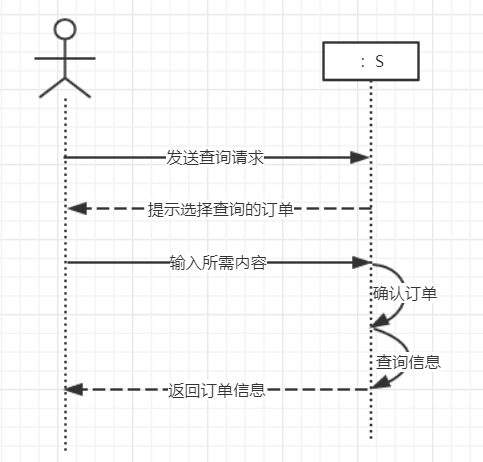 : S
发送查询请求
提示选择查询的订单
输入所需内容
确认订单
查询信息
返回订单信息